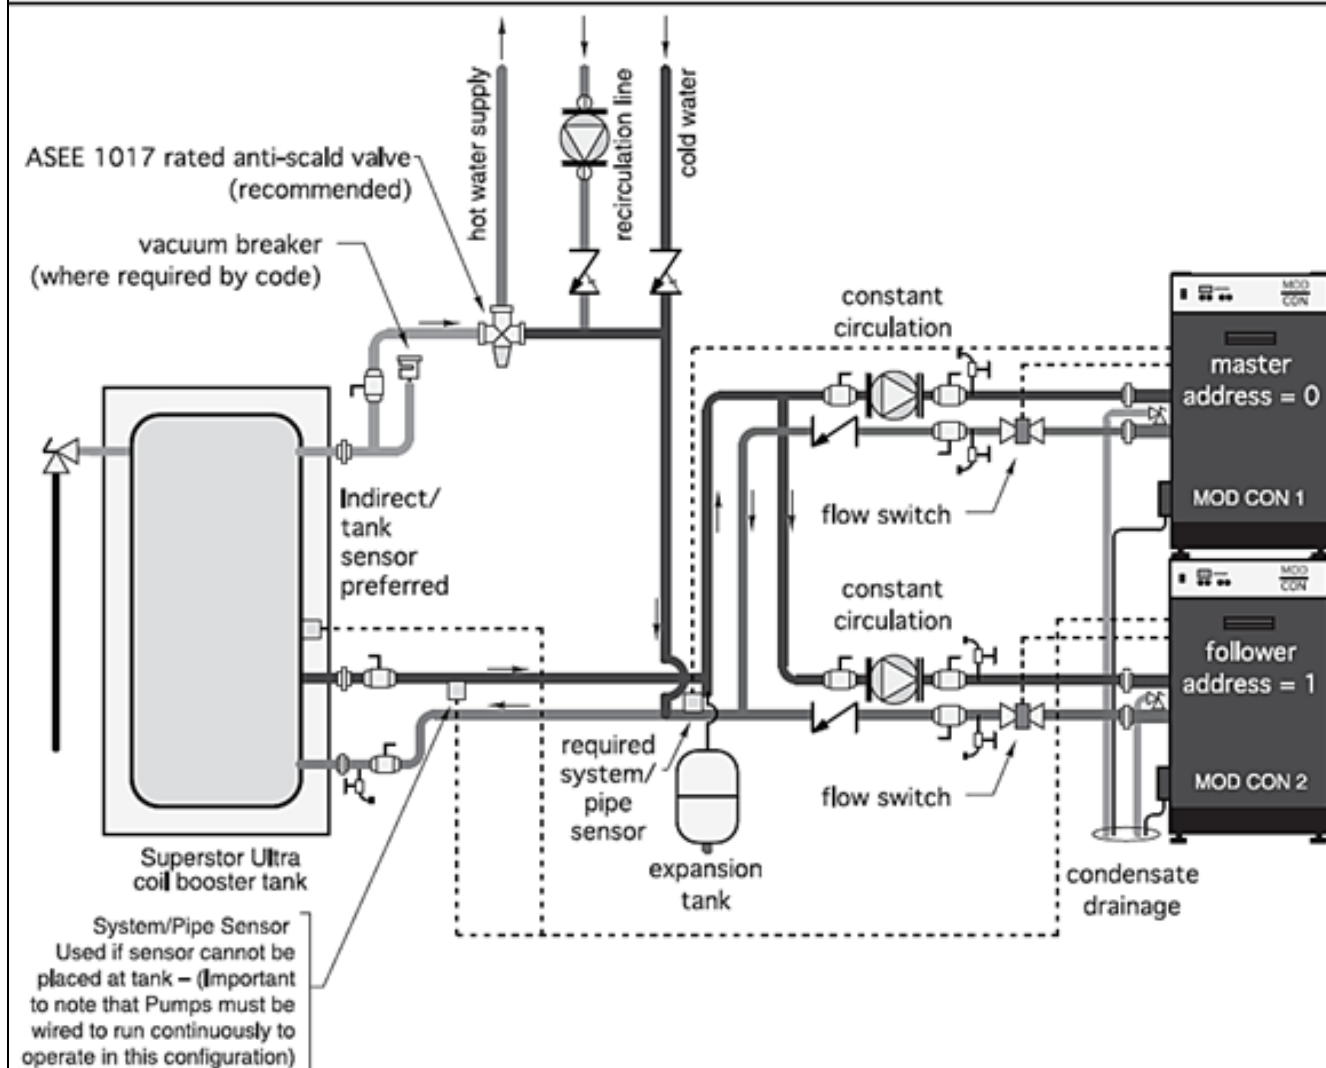 hot water supply
recirculation line
cold water
ASEE 1017 rated anti-scald valve
(recommended)
vacuum breaker
(where required by code)
constant
circulation
MOD
CON
master
address = 0
Indirect/
tank
sensor
preferred
flow switch
MOD CON 1
constant
circulation
MOD
CON
follower
address = 1
required
system/
pipe
sensor
flow switch
MOD CON 2
Superstor Ultra
coil booster tank
expansion
tank
condensate
drainage
System/Pipe Sensor
Used if sensor cannot be
placed at tank – (Important
to note that Pumps must be
wired to run continuously to
operate in this configuration)